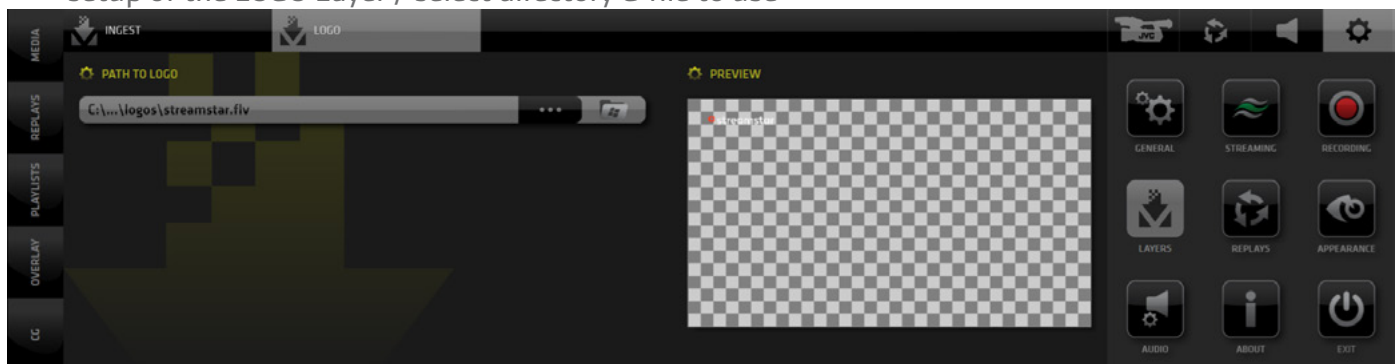 Setup of the LOGO Layer / select directory & file to use
MEDIA
REPLAYS
PLAYLISTS
OVERLAY
CG
INGEST
LOGO
JVC
PATH TO LOGO
C:\...\logos\streamstar.flv
...
PREVIEW
streamstar
GENERAL
STREAMING
RECORDING
LAYERS
REPLAYS
APPEARANCE
AUDIO
ABOUT
EXIT